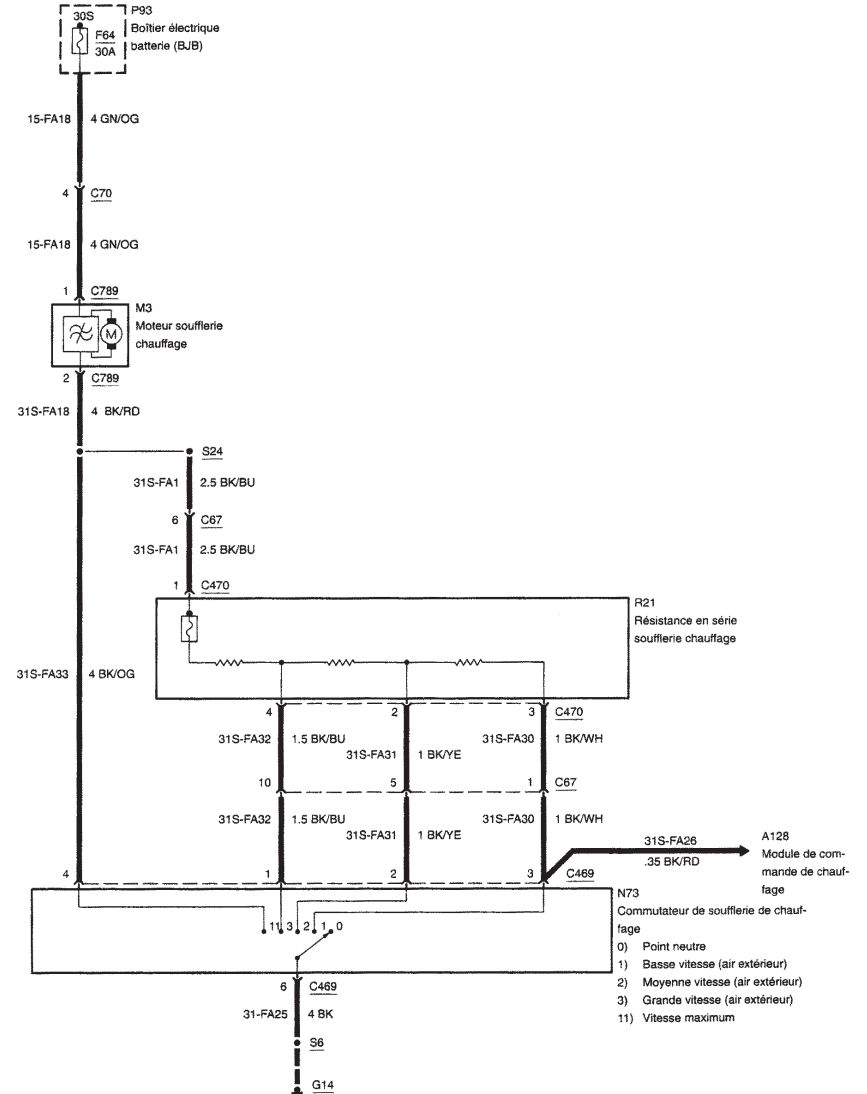 30S
P93
Boîtier électrique
batterie (BJB)
F64
30A
15-FA18 4 GN/OG
4 C70
15-FA18 4 GN/OG
1 C789
M3
Moteur soufflerie
chauffage
M
2 C789
31S-FA18 4 BK/RD
S24
31S-FA1 2.5 BK/BU
6 C67
31S-FA1 2.5 BK/BU
1 C470
R21
Résistance en série
soufflerie chauffage
31S-FA33 4 BK/OG
4 2 3 C470
31S-FA32 1.5 BK/BU 31S-FA30 1 BK/WH
31S-FA31 1 BK/YE
10 5 1 C67
31S-FA32 1.5 BK/BU 31S-FA30 1 BK/WH
31S-FA31 1 BK/YE
31S-FA26
.35 BK/RD
A128
Module de com-
mande de chauf-
fage
4 1 2 3 C469
N73
Commutateur de soufflerie de chauf-
fage
0) Point neutre
1) Basse vitesse (air extérieur)
2) Moyenne vitesse (air extérieur)
3) Grande vitesse (air extérieur)
11) Vitesse maximum
11 3 2 1 0
6 C469
31-FA25 4 BK
S6
G14